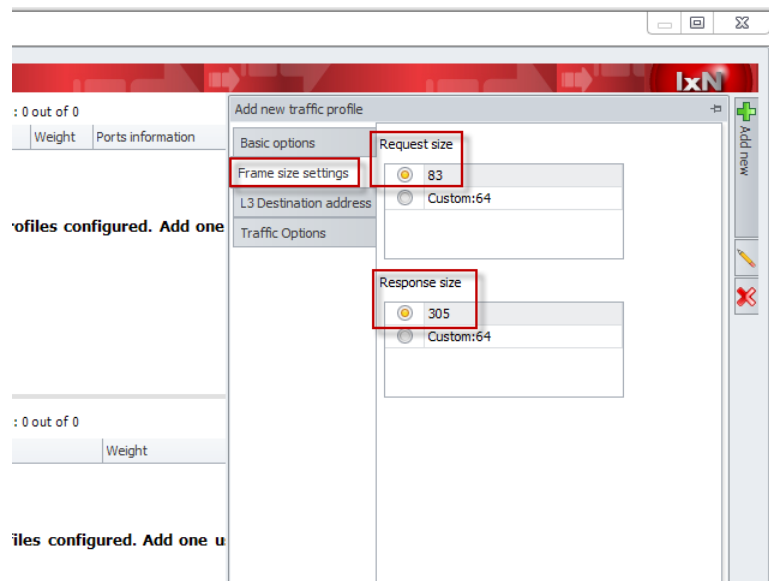 IxN
: 0 out of 0
Weight Ports information
rofiles configured. Add one
Add new traffic profile
Basic options
Frame size settings
L3 Destination address
Traffic Options
Request size
83
Custom:64
Response size
305
Custom:64
Add new
: 0 out of 0
Weight
files configured. Add one u